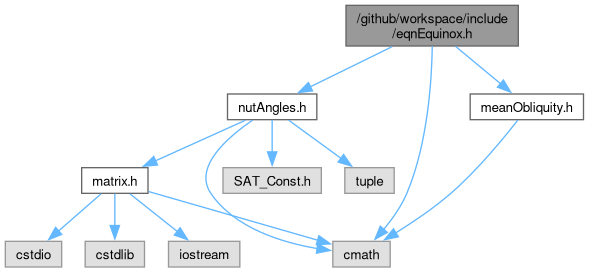 /github/workspace/include
/eqnEquinox.h
nutAngles.h
meanObliquity.h
matrix.h
SAT_Const.h
tuple
cstdio
cstdlib
iostream
cmath